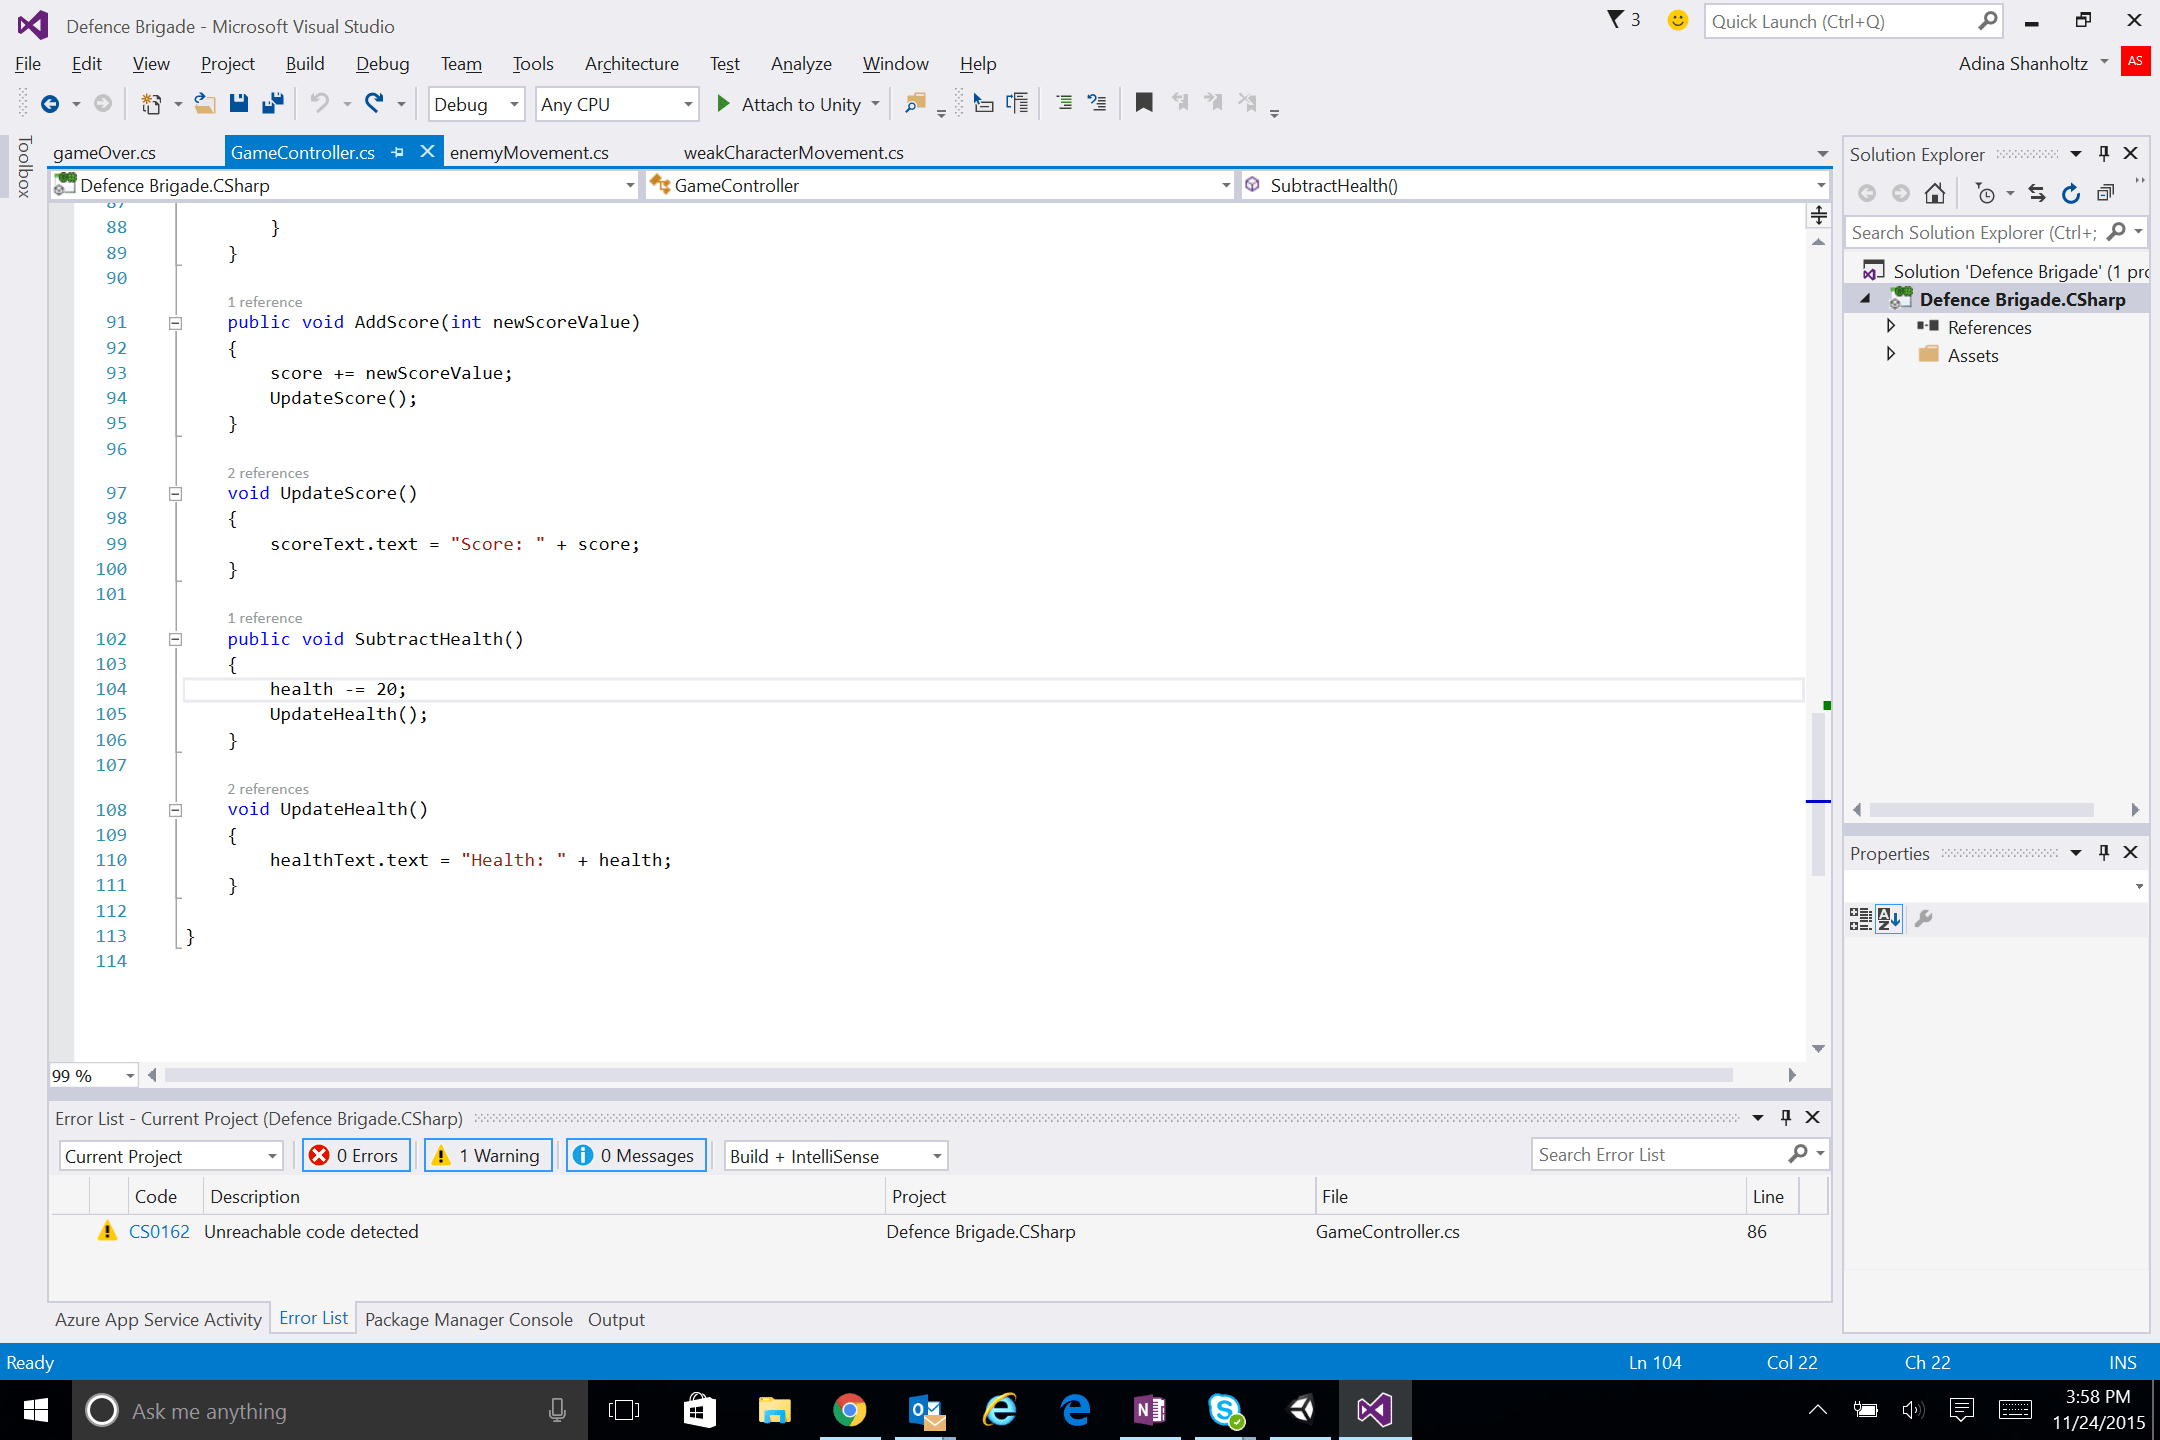 Defence Brigade - Microsoft Visual Studio
3
Quick Launch (Ctrl+Q)
File Edit View Project Build Debug Team Tools Architecture Test Analyze Window Help
Adina Shanholtz AS
Debug Any CPU Attach to Unity
Toolbox
gameOver.cs GameController.cs enemyMovement.cs weakCharacterMovement.cs
Defence Brigade.CSharp GameController SubtractHealth()
87
88 }
89 }
90
1 reference
91 public void AddScore(int newScoreValue)
92 {
93 score += newScoreValue;
94 UpdateScore();
95 }
96
2 references
97 void UpdateScore()
98 {
99 scoreText.text = "Score: " + score;
100 }
101
1 reference
102 public void SubtractHealth()
103 {
104 health -= 20;
105 UpdateHealth();
106 }
107
2 references
108 void UpdateHealth()
109 {
110 healthText.text = "Health: " + health;
111 }
112
113 }
114
99 %
Solution Explorer
Search Solution Explorer (Ctrl+;
Solution 'Defence Brigade' (1 pro
Defence Brigade.CSharp
References
Assets
Properties
Error List - Current Project (Defence Brigade.CSharp)
Current Project 0 Errors 1 Warning 0 Messages Build + IntelliSense Search Error List
Code Description Project File Line
CS0162 Unreachable code detected Defence Brigade.CSharp GameController.cs 86
Azure App Service Activity Error List Package Manager Console Output
Ready Ln 104 Col 22 Ch 22 INS
Ask me anything
3:58 PM
11/24/2015